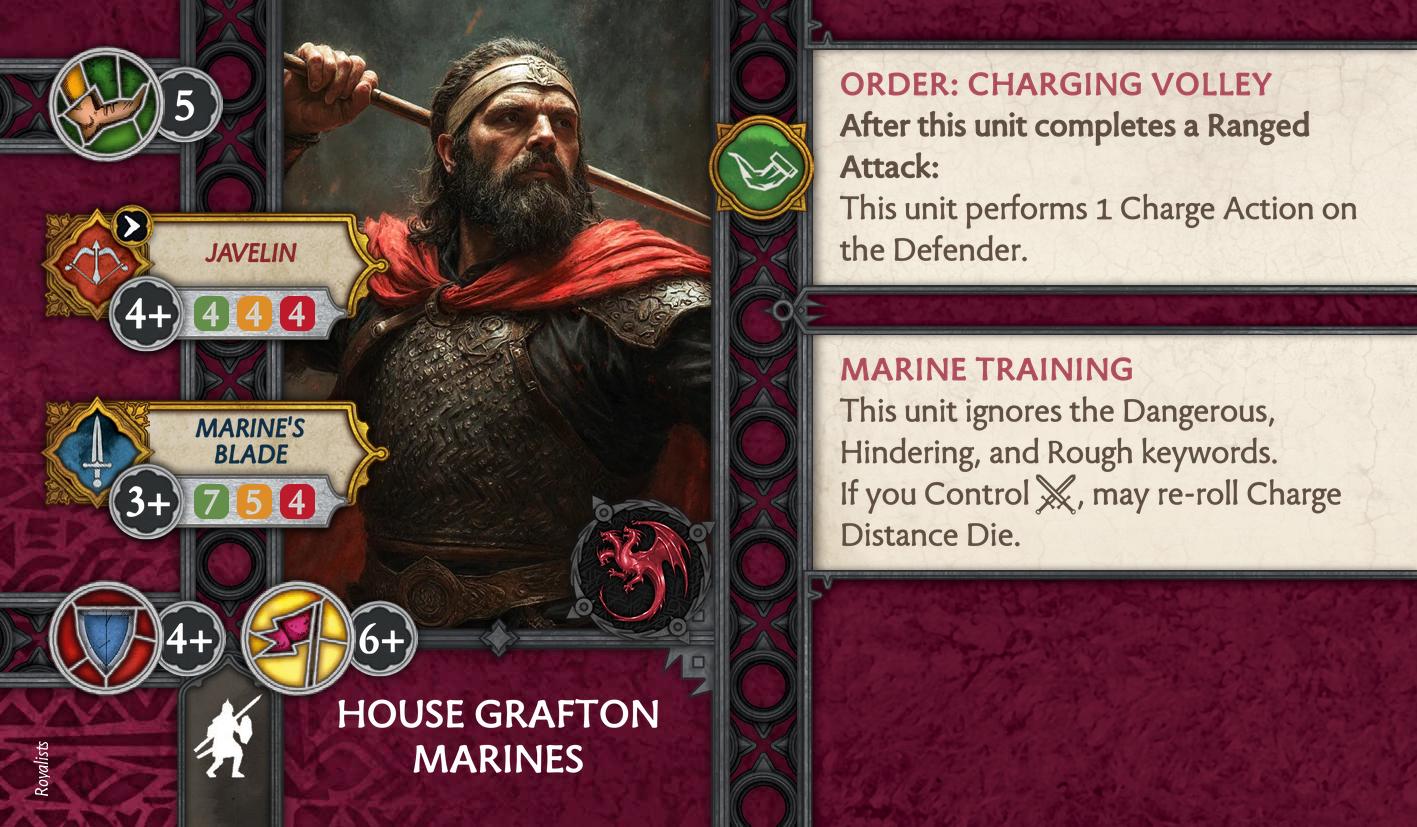 5
JAVELIN
4+
4 4 4
MARINE'S
BLADE
3+
7 5 4
4+
6+
HOUSE GRAFTON
MARINES
Royalists
ORDER: CHARGING VOLLEY
After this unit completes a Ranged
Attack:
This unit performs 1 Charge Action on
the Defender.
MARINE TRAINING
This unit ignores the Dangerous,
Hindering, and Rough keywords.
If you Control , may re-roll Charge
Distance Die.